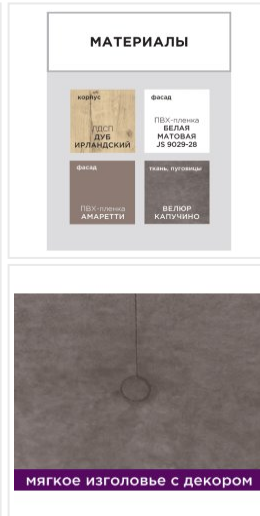 МАТЕРИАЛЫ
корпус
ЛДСП
ДУБ
ИРЛАНДСКИЙ
фасад
ПВХ-пленка
БЕЛАЯ
МАТОВАЯ
JS 9029-28
фасад
ПВХ-пленка
АМАРЕТТИ
ткань, пуговицы
ВЕЛЮР
КАПУЧИНО
мягкое изголовье с декором